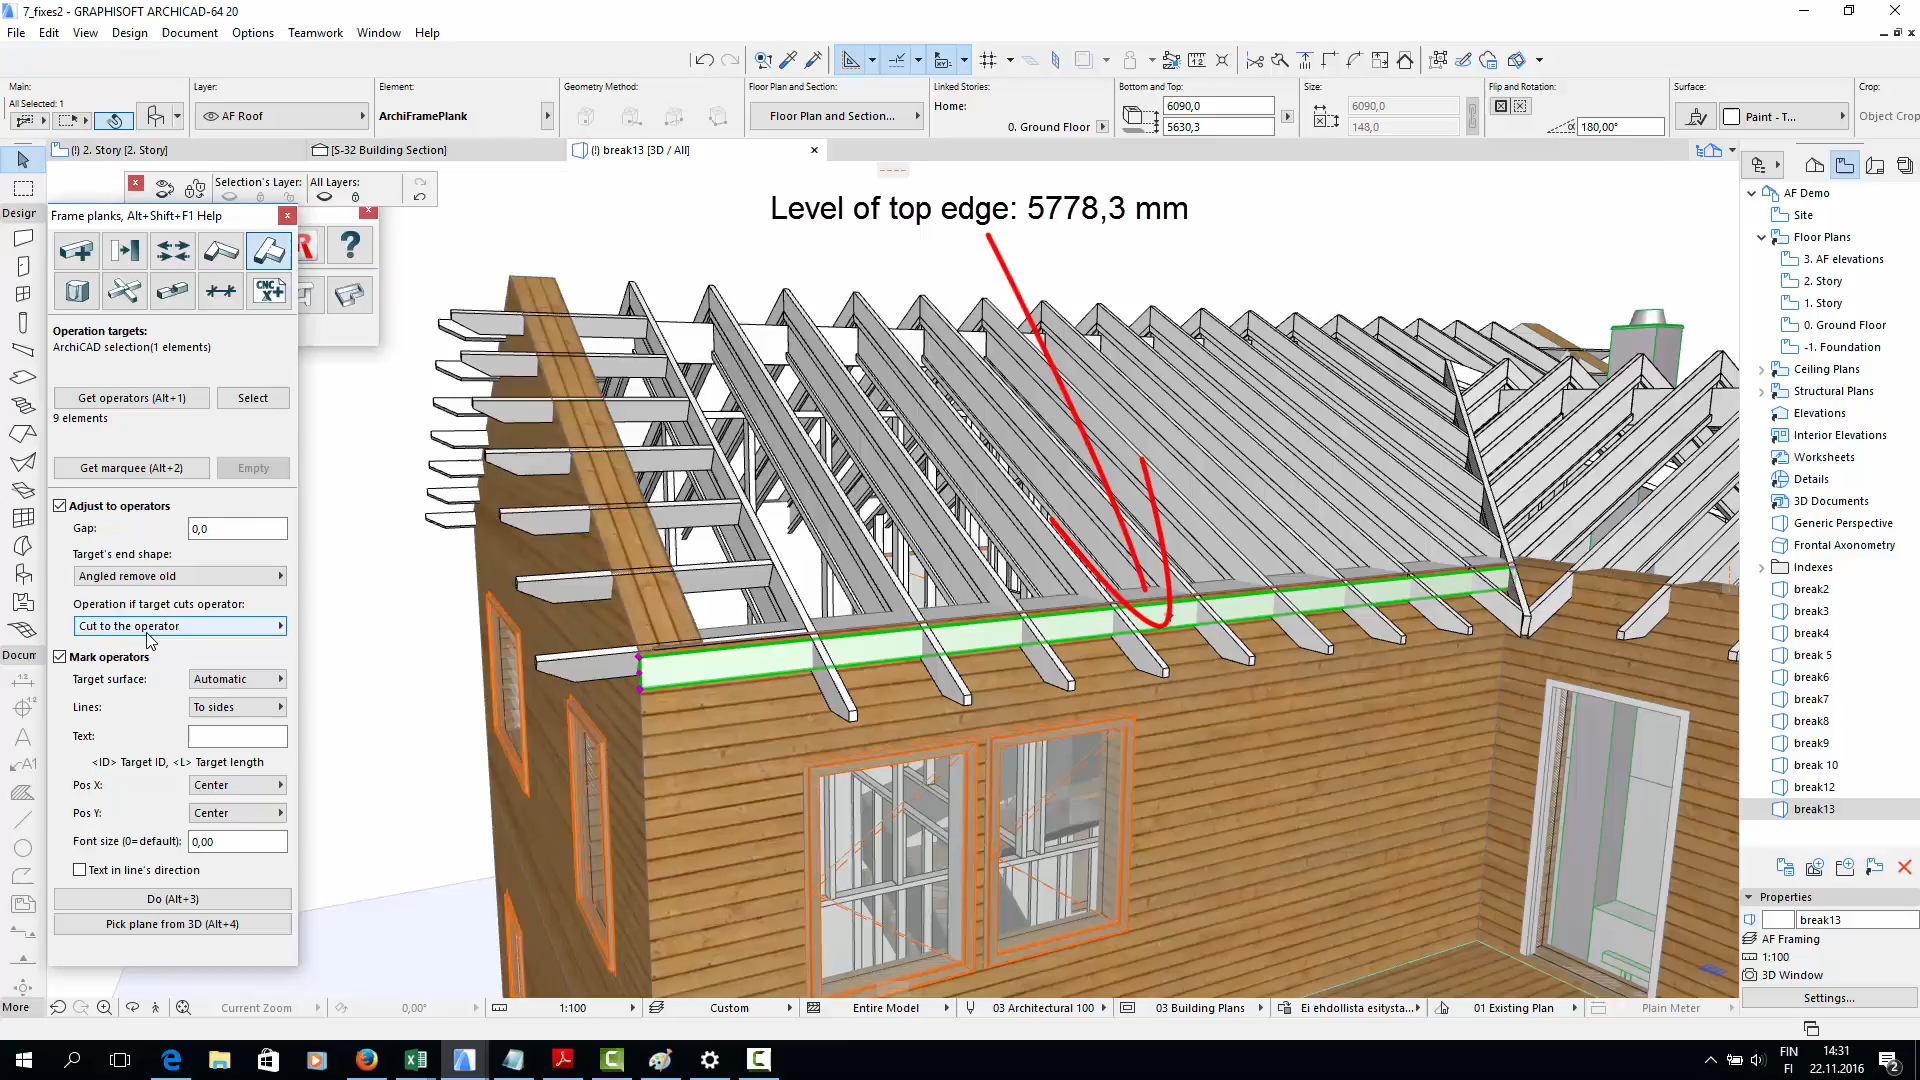 7_fixes2 - GRAPHISOFT ARCHICAD-64 20
File Edit View Design Document Options Teamwork Window Help
Main:
All Selected: 1
Layer:
AF Roof
Element:
ArchiFramePlank
Geometry Method:
Floor Plan and Section:
Floor Plan and Section...
Linked Stories:
Home:
0. Ground Floor
Bottom and Top:
6090,0
5630,3
Size:
6090,0
148,0
Flip and Rotation:
180,00°
Surface:
Paint - T...
Crop:
Object Crop
(!) 2. Story [2. Story]
[S-32 Building Section]
(!) break13 [3D / All]
Selection's Layer:
All Layers:
Level of top edge: 5778,3 mm
Design
Docum
More
Frame planks, Alt+Shift+F1 Help
CNC
X+
R
?
Operation targets:
ArchiCAD selection(1 elements)
Get operators (Alt+1)
Select
9 elements
Get marquee (Alt+2)
Empty
Adjust to operators
Gap:
0,0
Target's end shape:
Angled remove old
Operation if target cuts operator:
Cut to the operator
Mark operators
Target surface:
Automatic
Lines:
To sides
Text:
<ID> Target ID, <L> Target length
Pos X:
Center
Pos Y:
Center
Font size (0=default):
0,00
Text in line's direction
Do (Alt+3)
Pick plane from 3D (Alt+4)
AF Demo
Site
Floor Plans
3. AF elevations
2. Story
1. Story
0. Ground Floor
-1. Foundation
Ceiling Plans
Structural Plans
Elevations
Interior Elevations
Worksheets
Details
3D Documents
Generic Perspective
Frontal Axonometry
Indexes
break2
break3
break4
break 5
break6
break7
break8
break9
break 10
break12
break13
Properties
break13
AF Framing
1:100
3D Window
Settings...
Current Zoom
0,00°
1:100
Custom
Entire Model
03 Architectural 100
03 Building Plans
Ei ehdollista esitysta...
01 Existing Plan
Plain Meter
FIN
FI
14:31
22.11.2016
2